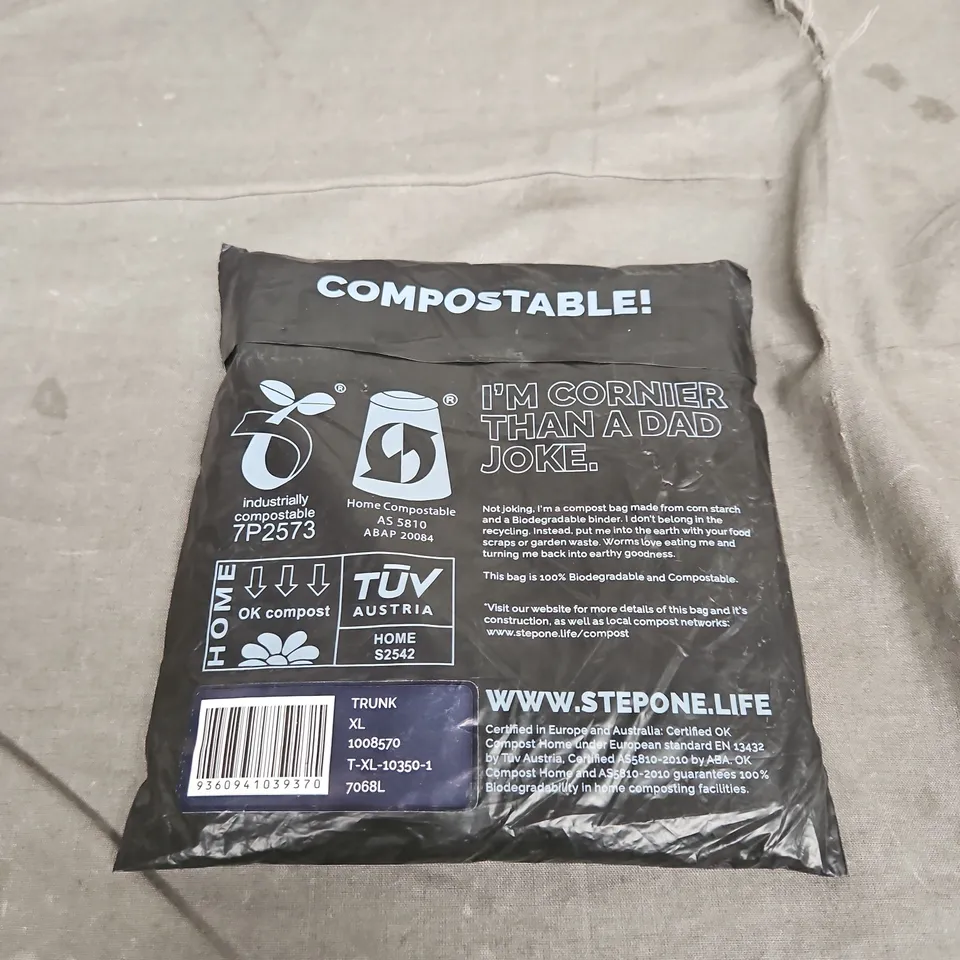 COMPOSTABLE!
®
industrially
compostable
7P2573
®
Home Compostable
AS 5810
ABAP 20084
I'M CORNIER
THAN A DAD
JOKE.
Not joking, I'm a compost bag made from corn starch
and a Biodegradable binder. I don't belong in the
recycling. Instead, put me into the earth with your food
scraps or garden waste. Worms love eating me and
turning me back into earthy goodness.
This bag is 100% Biodegradable and Compostable.
*Visit our website for more details of this bag and it's
construction, as well as local compost networks:
www.stepone.life/compost
HOME
OK compost
TÜV
AUSTRIA
HOME
S2542
9360941039370
TRUNK
XL
1008570
T-XL-10350-1
7068L
WWW.STEPONE.LIFE
Certified in Europe and Australia: Certified OK
Compost Home under European standard EN 13432
by Tüv Austria, Certified AS5810-2010 by ABA. OK
Compost Home and AS5810-2010 guarantees 100%
Biodegradability in home composting facilities.